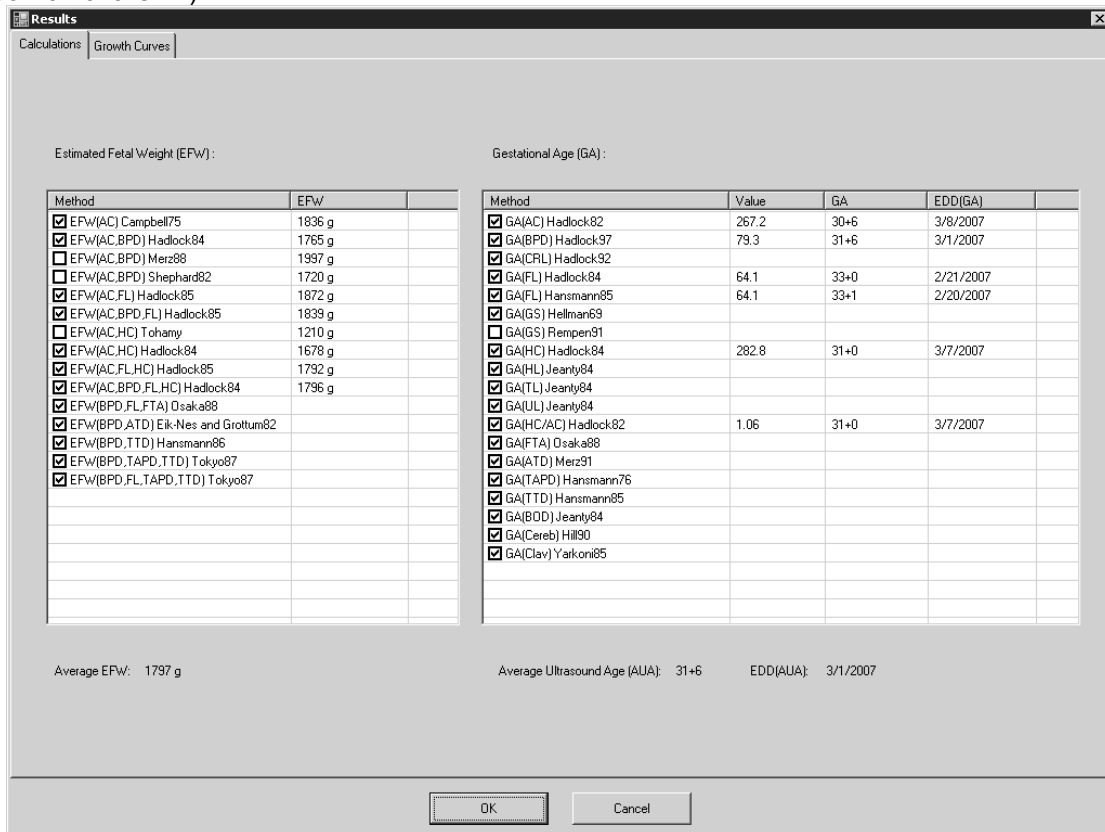 Results
Calculations Growth Curves
Estimated Fetal Weight (EFW) :
Method EFW
EFW(AC) Campbell75 1836 g
EFW(AC,BPD) Hadlock84 1765 g
EFW(AC,BPD) Merz88 1997 g
EFW(AC,BPD) Shephard82 1720 g
EFW(AC,FL) Hadlock85 1872 g
EFW(AC,BPD,FL) Hadlock85 1839 g
EFW(AC,HC) Tohamy 1210 g
EFW(AC,HC) Hadlock84 1678 g
EFW(AC,FL,HC) Hadlock85 1792 g
EFW(AC,BPD,FL,HC) Hadlock84 1796 g
EFW(BPD,FL,FTA) Osaka88
EFW(BPD,ATD) Eik-Nes and Grottum82
EFW(BPD,TTD) Hansmann86
EFW(BPD,TAPD,TTD) Tokyo87
EFW(BPD,FL,TAPD,TTD) Tokyo87
Average EFW: 1797 g
Gestational Age (GA) :
Method Value GA EDD(GA)
GA(AC) Hadlock82 267.2 30+6 3/8/2007
GA(BPD) Hadlock97 79.3 31+6 3/1/2007
GA(CRL) Hadlock92
GA(FL) Hadlock84 64.1 33+0 2/21/2007
GA(FL) Hansmann85 64.1 33+1 2/20/2007
GA(GS) Hellman69
GA(GS) Rempen91
GA(HC) Hadlock84 282.8 31+0 3/7/2007
GA(HL) Jeanty84
GA(TL) Jeanty84
GA(UL) Jeanty84
GA(HC/AC) Hadlock82 1.06 31+0 3/7/2007
GA(FTA) Osaka88
GA(ATD) Merz91
GA(TAPD) Hansmann76
GA(TTD) Hansmann85
GA(BOD) Jeanty84
GA(Cereb) Hill90
GA(Clav) Yarkoni85
Average Ultrasound Age (AUA): 31+6 EDD(AUA): 3/1/2007
OK Cancel